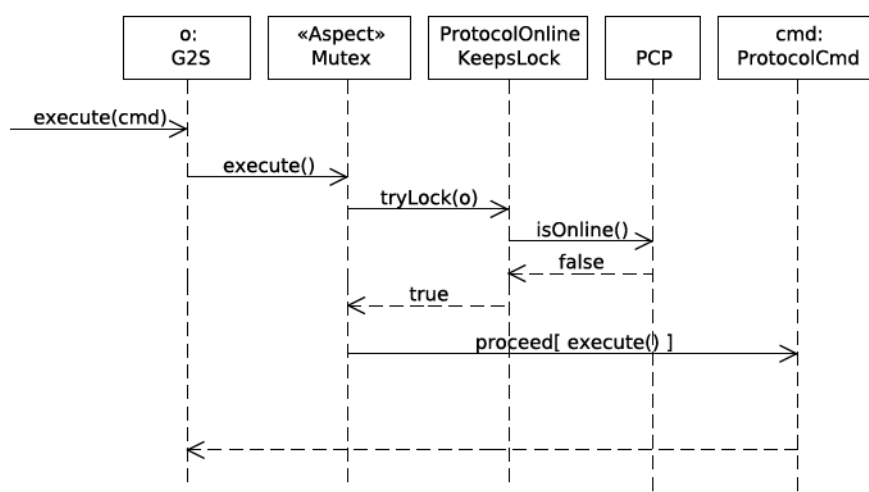 o:
G2S
«Aspect»
Mutex
ProtocolOnline
KeepsLock
PCP
cmd:
ProtocolCmd
execute(cmd)
execute()
tryLock(o)
isOnline()
false
true
proceed[ execute() ]